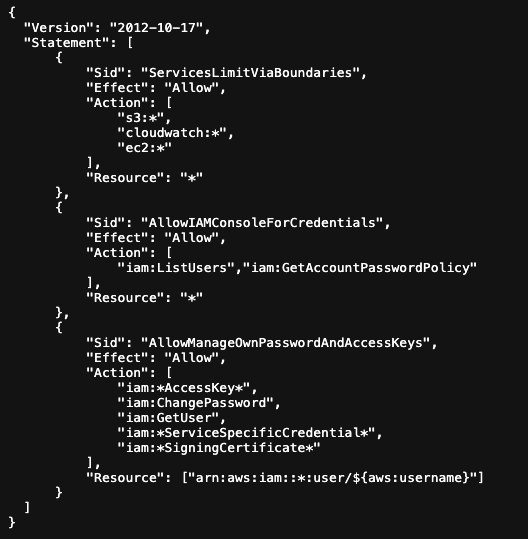 {
  "Version": "2012-10-17",
  "Statement": [
      {
          "Sid": "ServicesLimitViaBoundaries",
          "Effect": "Allow",
          "Action": [
               "s3:*",
               "cloudwatch:*",
               "ec2:*"
          ],
          "Resource": "*"
      },
      {
          "Sid": "AllowIAMConsoleForCredentials",
          "Effect": "Allow",
          "Action": [
               "iam:ListUsers","iam:GetAccountPasswordPolicy"
          ],
          "Resource": "*"
      },
      {
          "Sid": "AllowManageOwnPasswordAndAccessKeys",
          "Effect": "Allow",
          "Action": [
               "iam:*AccessKey*",
               "iam:ChangePassword",
               "iam:GetUser",
               "iam:*ServiceSpecificCredential*",
               "iam:*SigningCertificate*"
          ],
          "Resource": ["arn:aws:iam::*:user/${aws:username}"]
      }
  ]
}